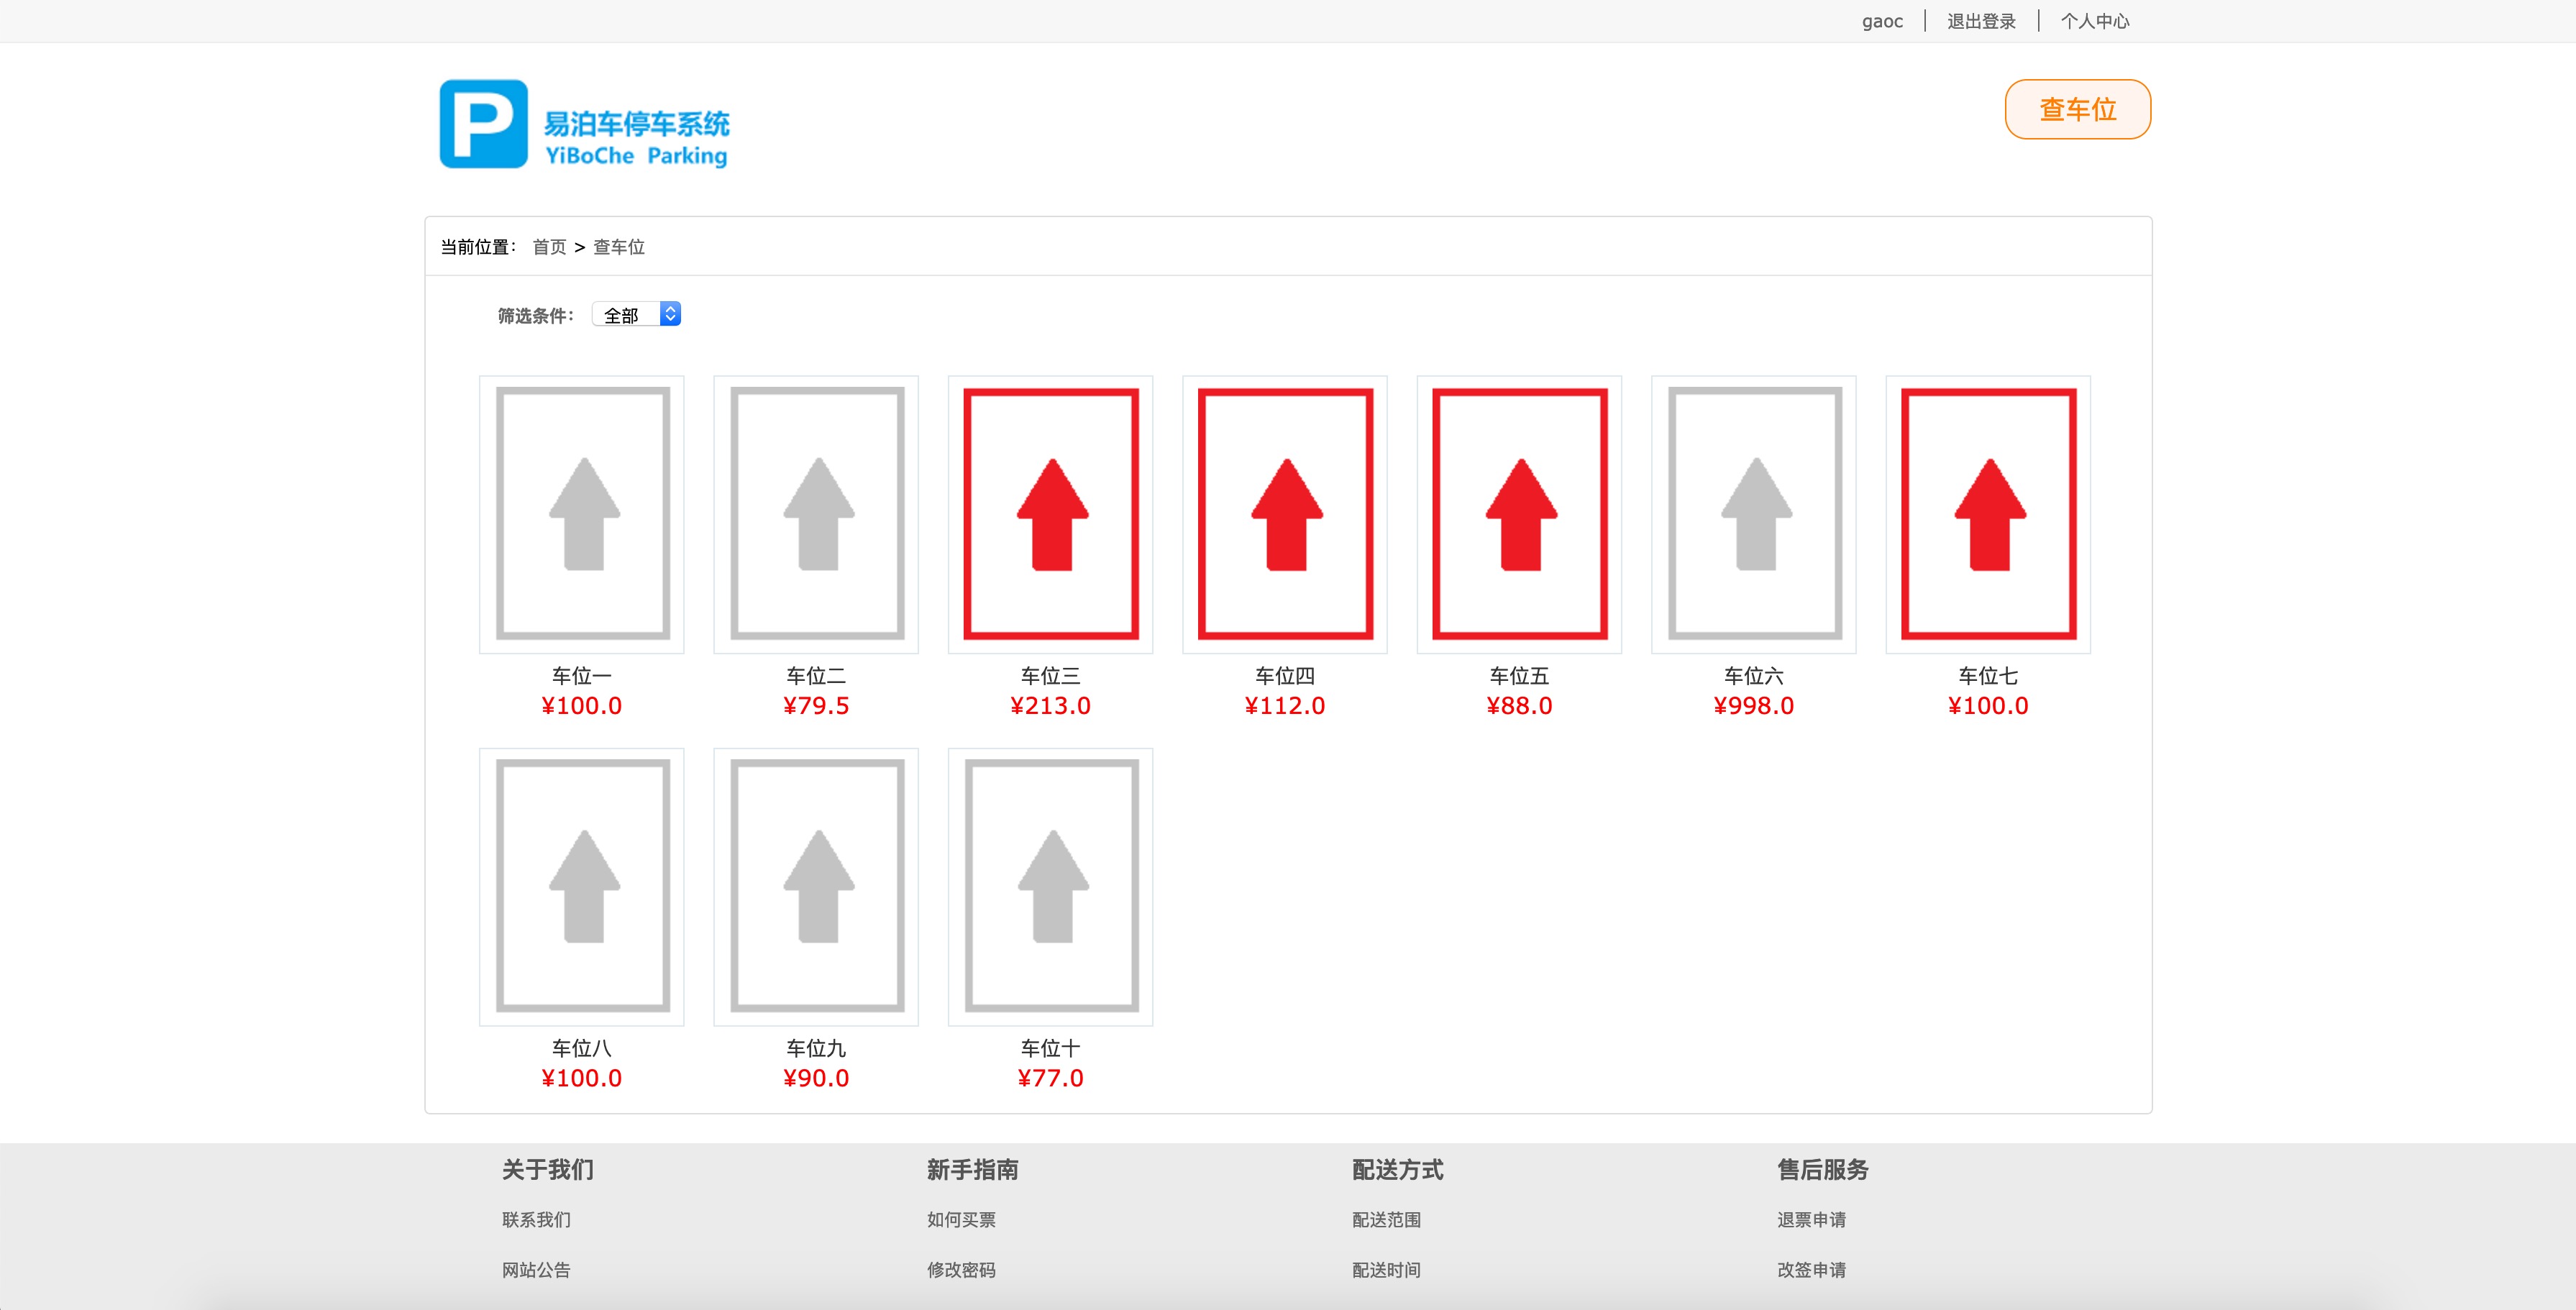 gaoc | 退出登录 | 个人中心
P
易泊车停车系统
YiBoChe Parking
查车位
当前位置： 首页 > 查车位
筛选条件： 全部
车位一 车位二 车位三 车位四 车位五 车位六 车位七
¥100.0 ¥79.5 ¥213.0 ¥112.0 ¥88.0 ¥998.0 ¥100.0
车位八 车位九 车位十
¥100.0 ¥90.0 ¥77.0
关于我们 新手指南 配送方式 售后服务
联系我们 如何买票 配送范围 退票申请
网站公告 修改密码 配送时间 改签申请